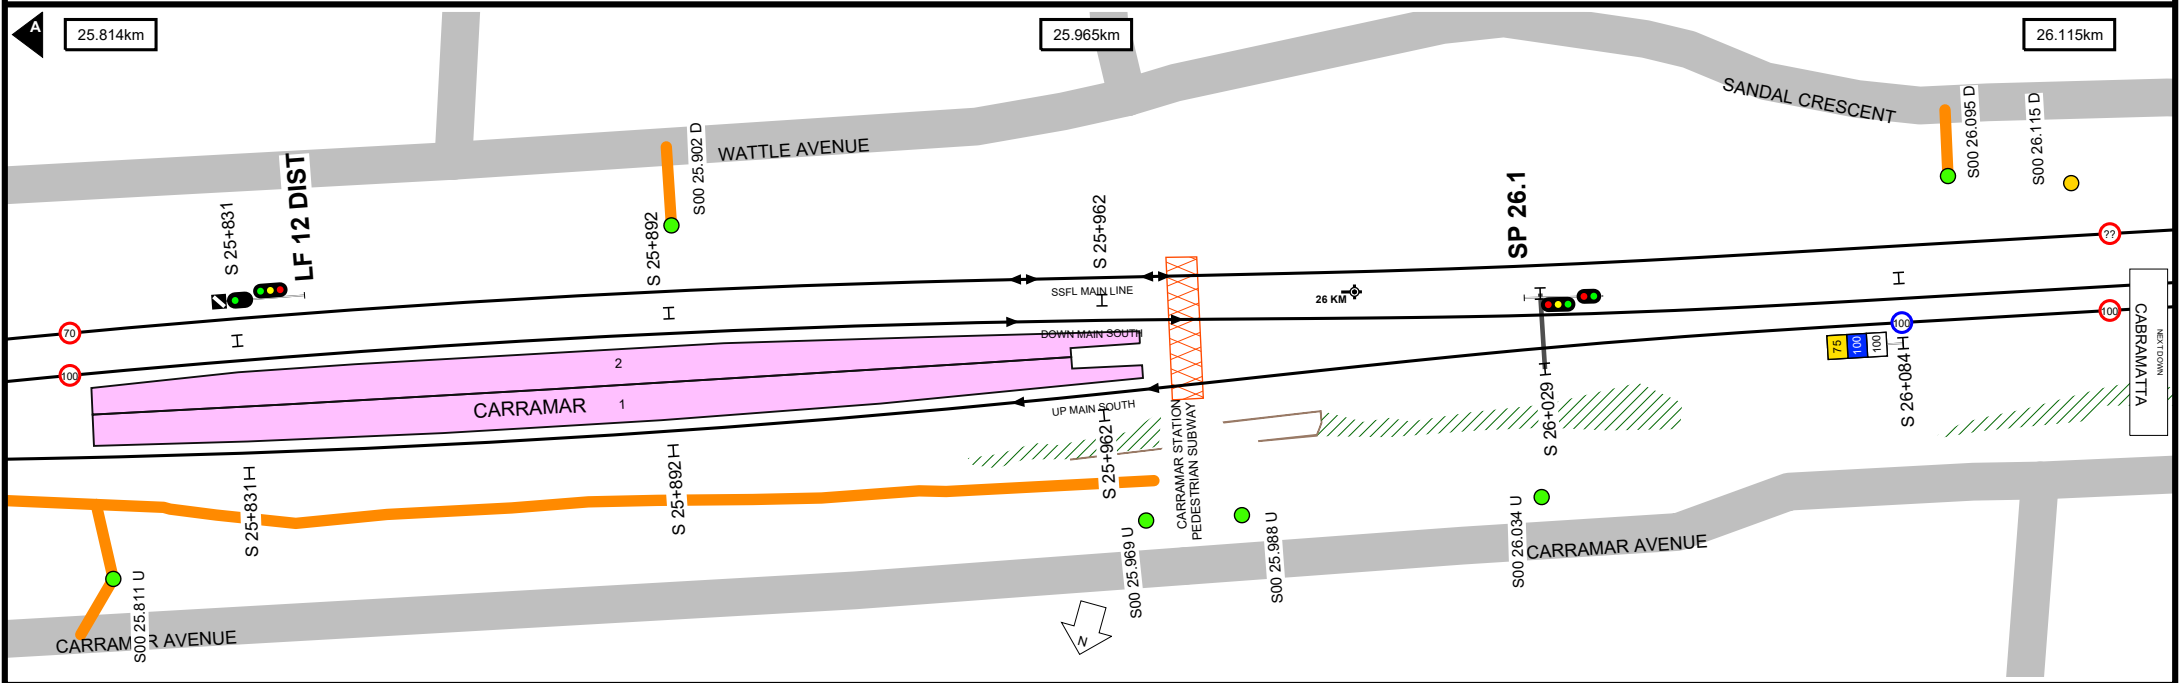 A
25.814km
25.965km
26.115km
SANDAL CRESCENT
S00 26.095 D
S00 26.115 D
WATTLE AVENUE
S00 25.902 D
LF 12 DIST
S 25+831
S 25+892
S 25+962
SP 26.1
??
70
SSFL MAIN LINE
26 KM
100
DOWN MAIN SOUTH
2
CARRAMAR
1
UP MAIN SOUTH
75
100
100
100
100
CABRAMATTA
NEXT DOWN
S 25+831
S 25+892
S 25+962
CARRAMAR STATION
PEDESTRIAN SUBWAY
S 26+029
S 26+084
S00 25.811 U
S00 25.969 U
S00 25.988 U
S00 26.034 U
CARRAMAR AVENUE
CARRAMAR AVENUE
N